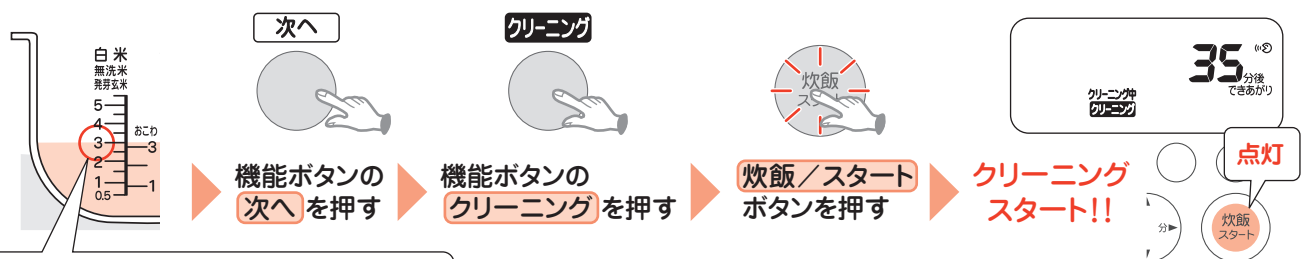 白米
無洗米
発芽玄米
5
4
3
2
1
0.5
おこわ
3
1
次へ
機能ボタンの
次へ を押す
クリーニング
機能ボタンの
クリーニング を押す
炊飯
スタート
炊飯/スタート
ボタンを押す
35分後
できあがり
クリーニング中
クリーニング
クリーニング
スタート!!
点灯
分▶
炊飯
スタート